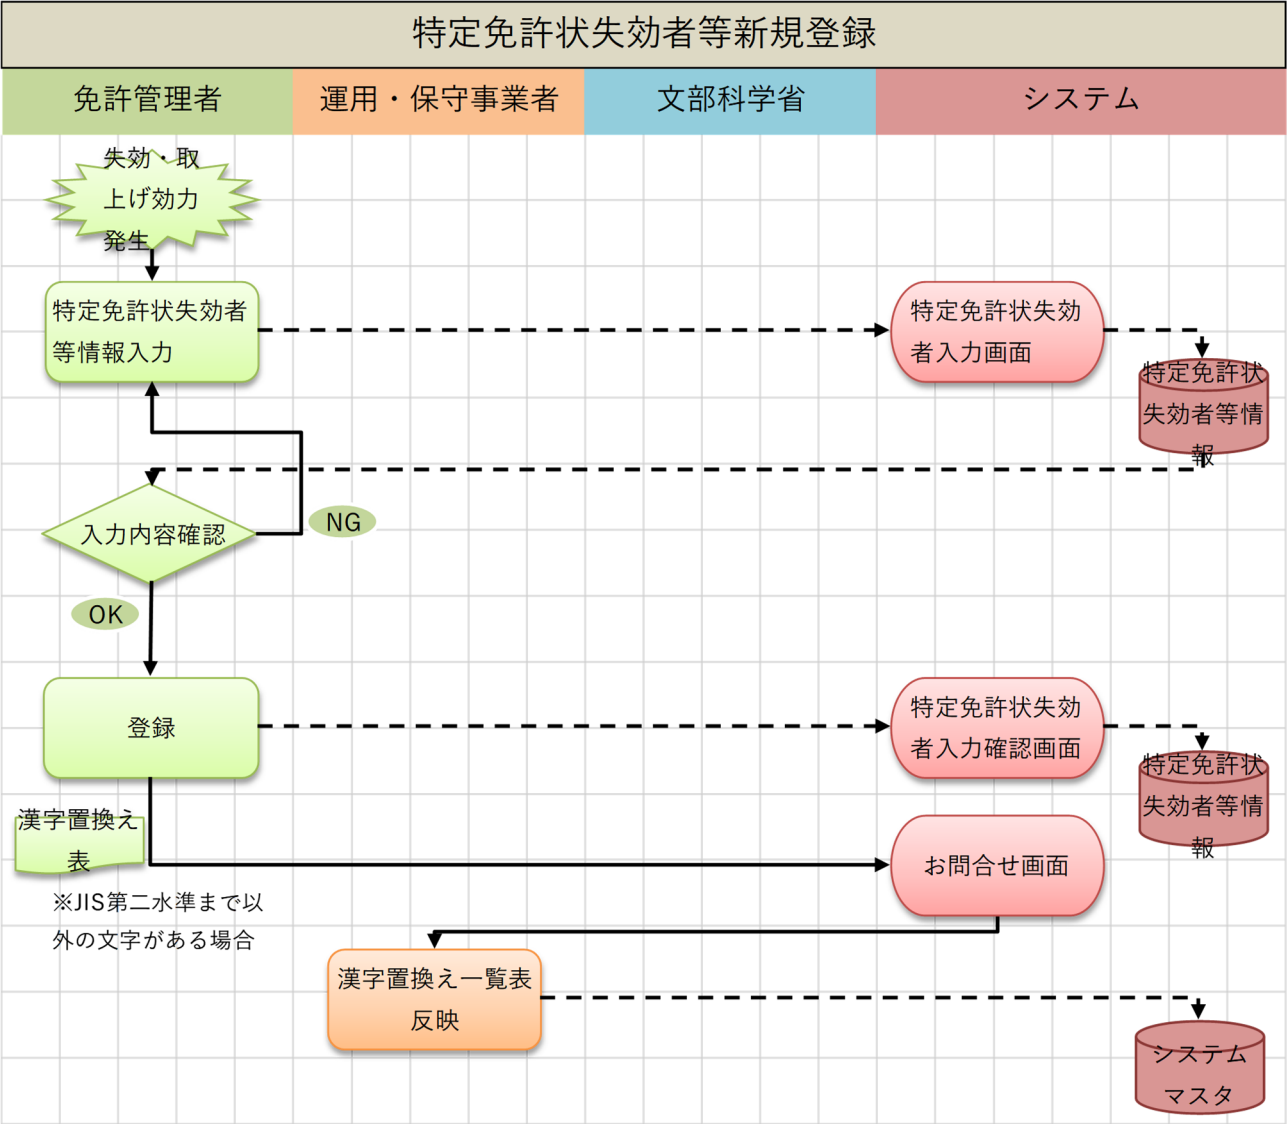 特定免許状失効者等新規登録
免許管理者
運用・保守事業者
文部科学省
システム
失効・取
上げ効力
発生
特定免許状失効者
等情報入力
特定免許状失効
者入力画面
特定免許状
失効者等情
報
入力内容確認
NG
OK
登録
特定免許状失効
者入力確認画面
特定免許状
失効者等情
報
漢字置換え
表
お問合せ画面
※JIS第二水準まで以
外の文字がある場合
漢字置換え一覧表
反映
システム
マスタ